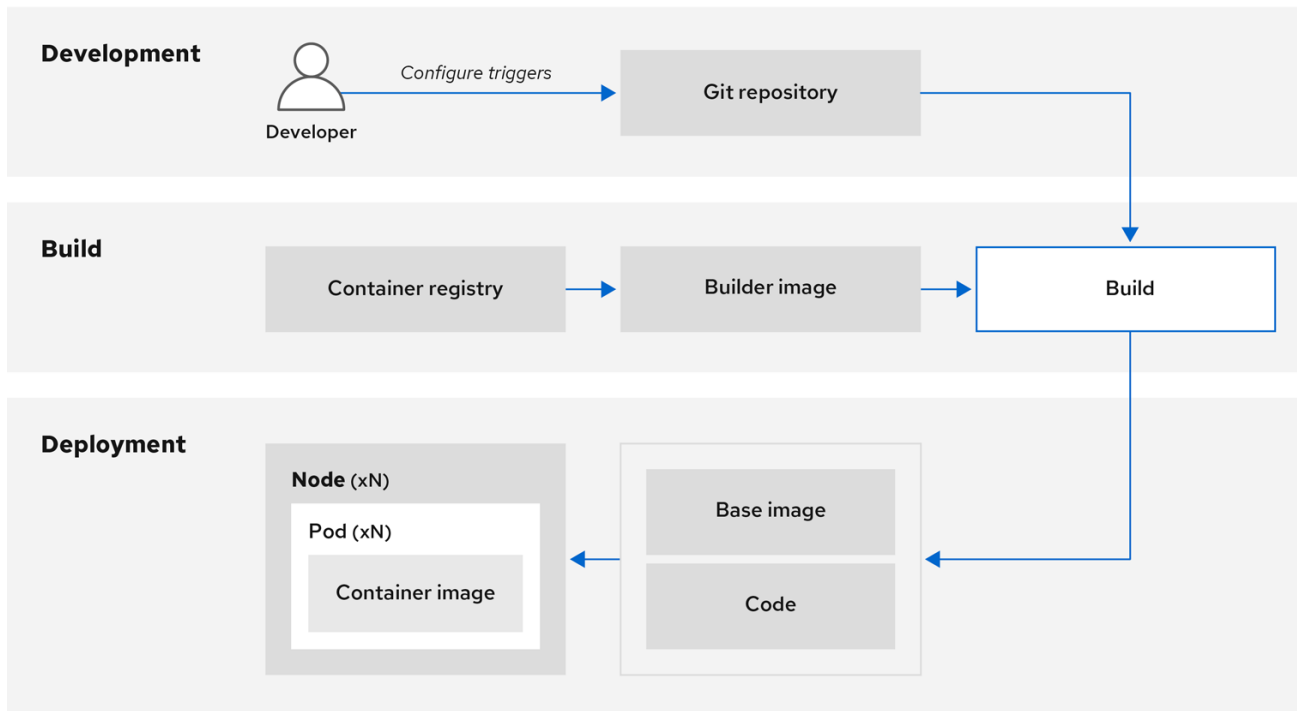 Development
Configure triggers
Developer
Git repository
Build
Container registry
Builder image
Build
Deployment
Node (xN)
Pod (xN)
Container image
Base image
Code